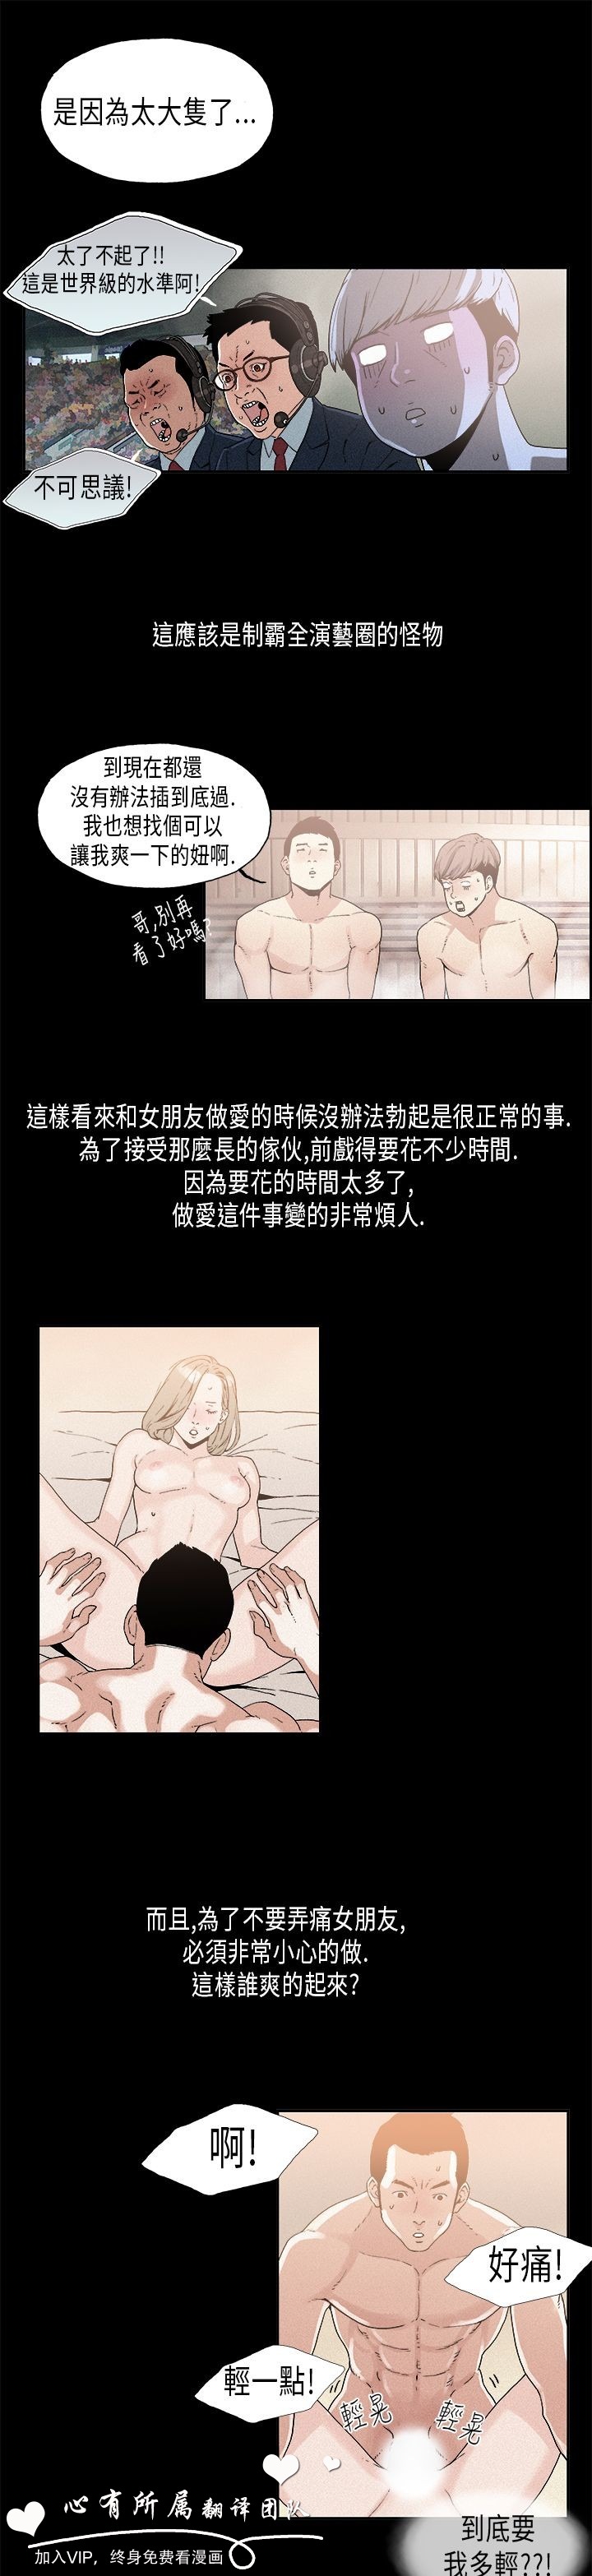 是因為太大隻了...
太了不起了!!
這是世界級的水準阿!
不可思議!
這應該是制霸全演藝圈的怪物
到現在都還
沒有辦法插到底過.
我也想找個可以
讓我爽一下的妞啊.
哥,別再
看了好嗎?
這樣看來和女朋友做愛的時候沒辦法勃起是很正常的事.
為了接受那麼長的傢伙,前戲得要花不少時間.
因為要花的時間太多了,
做愛這件事變的非常煩人.
而且,為了不要弄痛女朋友,
必須非常小心的做.
這樣誰爽的起來?
啊!
好痛!
輕一點!
輕晃
輕晃
到底要
我多輕??!
心有所属翻译团队
加入VIP，终身免费看漫画